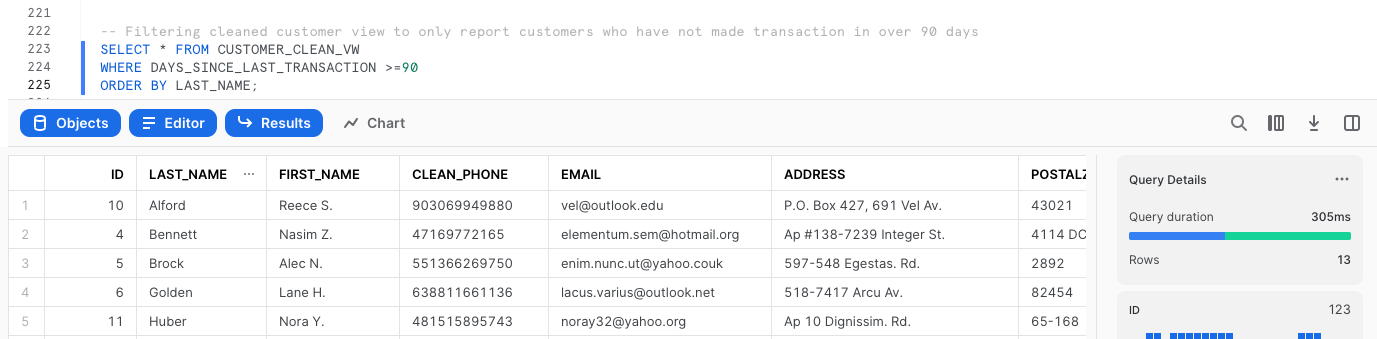 221
222 -- Filtering cleaned customer view to only report customers who have not made transaction in over 90 days
223 SELECT * FROM CUSTOMER_CLEAN_VW
224 WHERE DAYS_SINCE_LAST_TRANSACTION >=90
225 ORDER BY LAST_NAME;
Objects Editor Results Chart
ID LAST_NAME ... FIRST_NAME CLEAN_PHONE EMAIL ADDRESS
1 10 Alford Reece S. 903069949880 vel@outlook.edu P.O. Box 427, 691 Vel Av. 43021
2 4 Bennett Nasim Z. 47169772165 elementum.sem@hotmail.org Ap #138-7239 Integer St. 4114 DC
3 5 Brock Alec N. 551366269750 enim.nunc.ut@yahoo.couk 597-548 Egestas. Rd. 2892
4 6 Golden Lane H. 638811661136 lacus.varius@outlook.net 518-7417 Arcu Av. 82454
5 11 Huber Nora Y. 481515895743 noray32@yahoo.org Ap 10 Dignissim. Rd. 65-168
Query Details ...
Query duration 305ms
Rows 13
ID 123